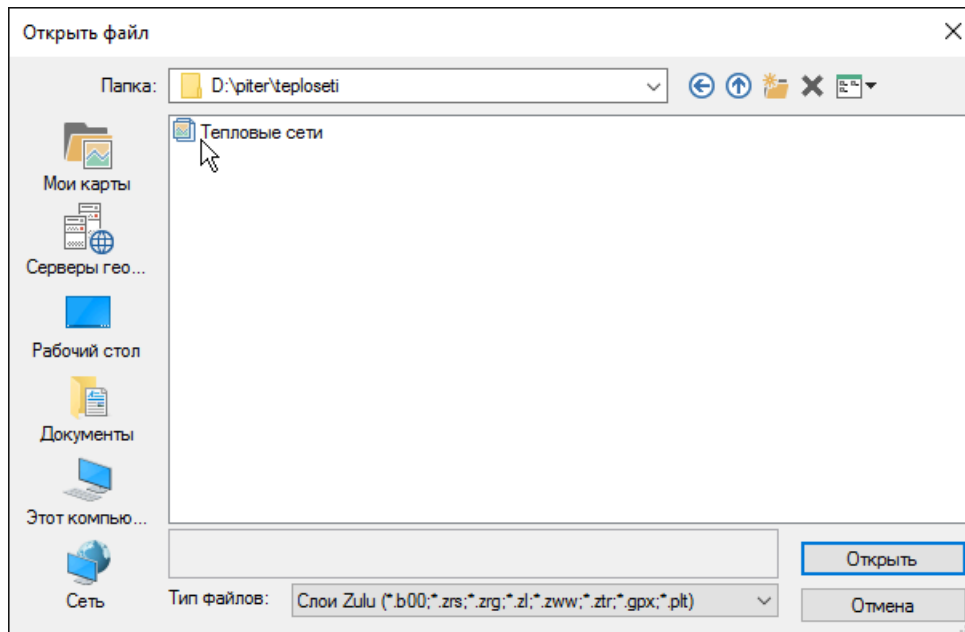 Открыть файл
Папка:
D:\piter\teploseti
Тепловые сети
Мои карты
Серверы гео...
Рабочий стол
Документы
Этот компью...
Сеть
Открыть
Тип файлов:
Слои Zulu (*.b00;*.zrs;*.zrg;*.zl;*.zww;*.ztr;*.gpx;*.plt)
Отмена